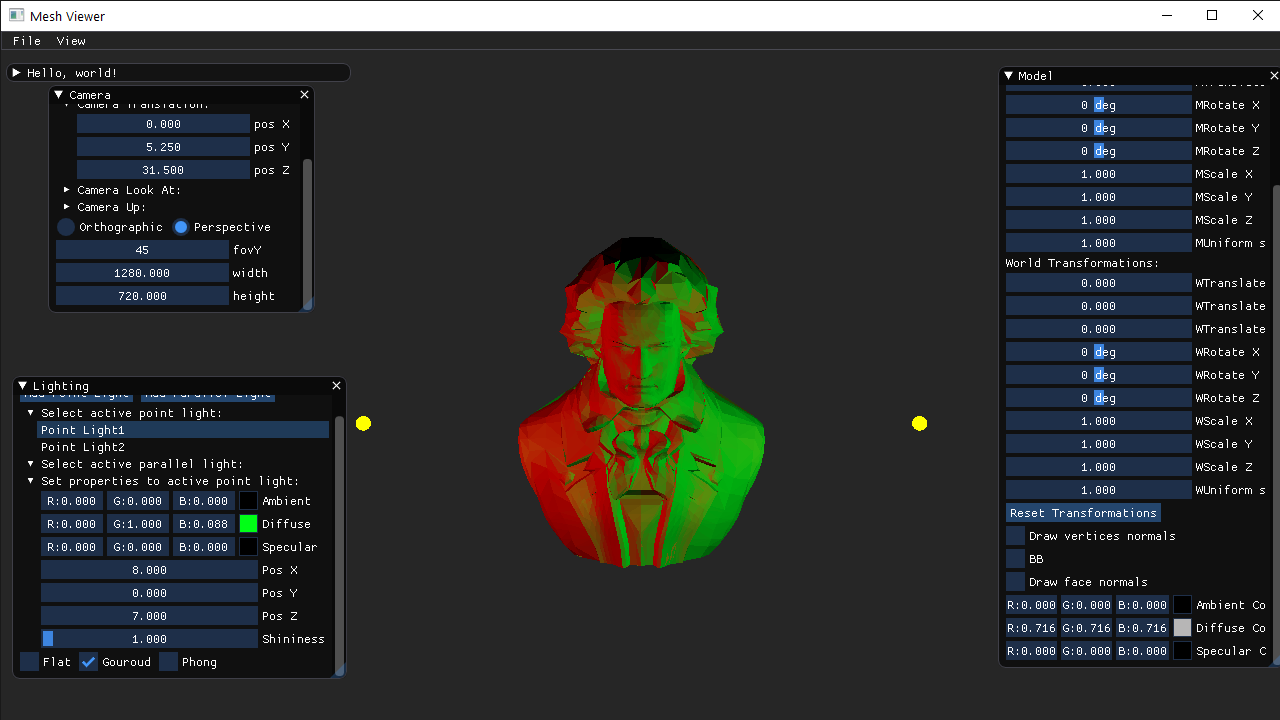 Mesh Viewer
File View
Hello, world!
Camera
Camera Translation:
0.000 pos X
5.250 pos Y
31.500 pos Z
Camera Look At:
Camera Up:
Orthographic Perspective
45 fovY
1280.000 width
720.000 height
Lighting
Add Point Light Add Parallel Light
Select active point light:
Point Light1
Point Light2
Select active parallel light:
Set properties to active point light:
R:0.000 G:0.000 B:0.000 Ambient
R:0.000 G:1.000 B:0.088 Diffuse
R:0.000 G:0.000 B:0.000 Specular
8.000 Pos X
0.000 Pos Y
7.000 Pos Z
1.000 Shininess
Flat Gouroud Phong
Model
0.000 MTranslate
0 deg MRotate X
0 deg MRotate Y
0 deg MRotate Z
1.000 MScale X
1.000 MScale Y
1.000 MScale Z
1.000 MUniform s
World Transformations:
0.000 WTranslate
0.000 WTranslate
0.000 WTranslate
0 deg WRotate X
0 deg WRotate Y
0 deg WRotate Z
1.000 WScale X
1.000 WScale Y
1.000 WScale Z
1.000 WUniform s
Reset Transformations
Draw vertices normals
BB
Draw face normals
R:0.000 G:0.000 B:0.000 Ambient Co
R:0.716 G:0.716 B:0.716 Diffuse Co
R:0.000 G:0.000 B:0.000 Specular C